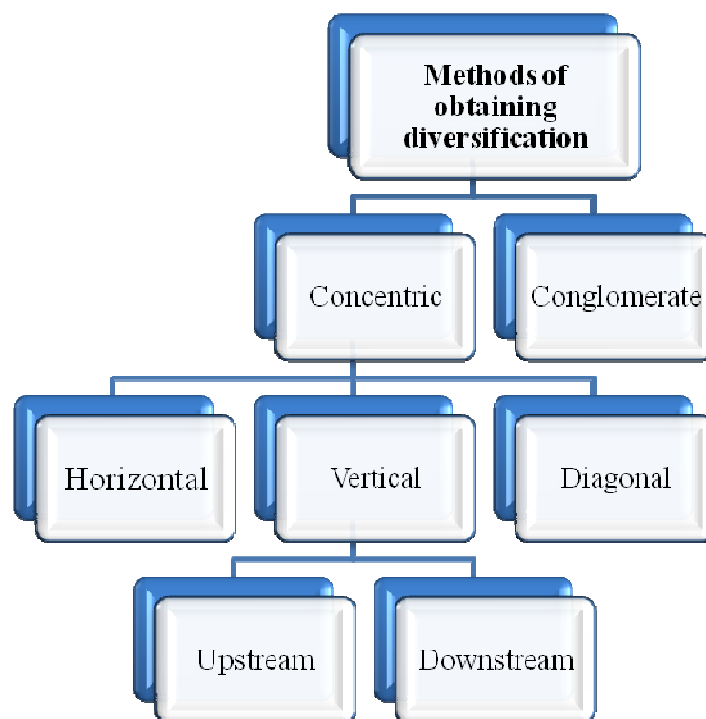 Methods of
obtaining
diversification
Concentric
Conglomerate
Horizontal
Vertical
Diagonal
Upstream
Downstream